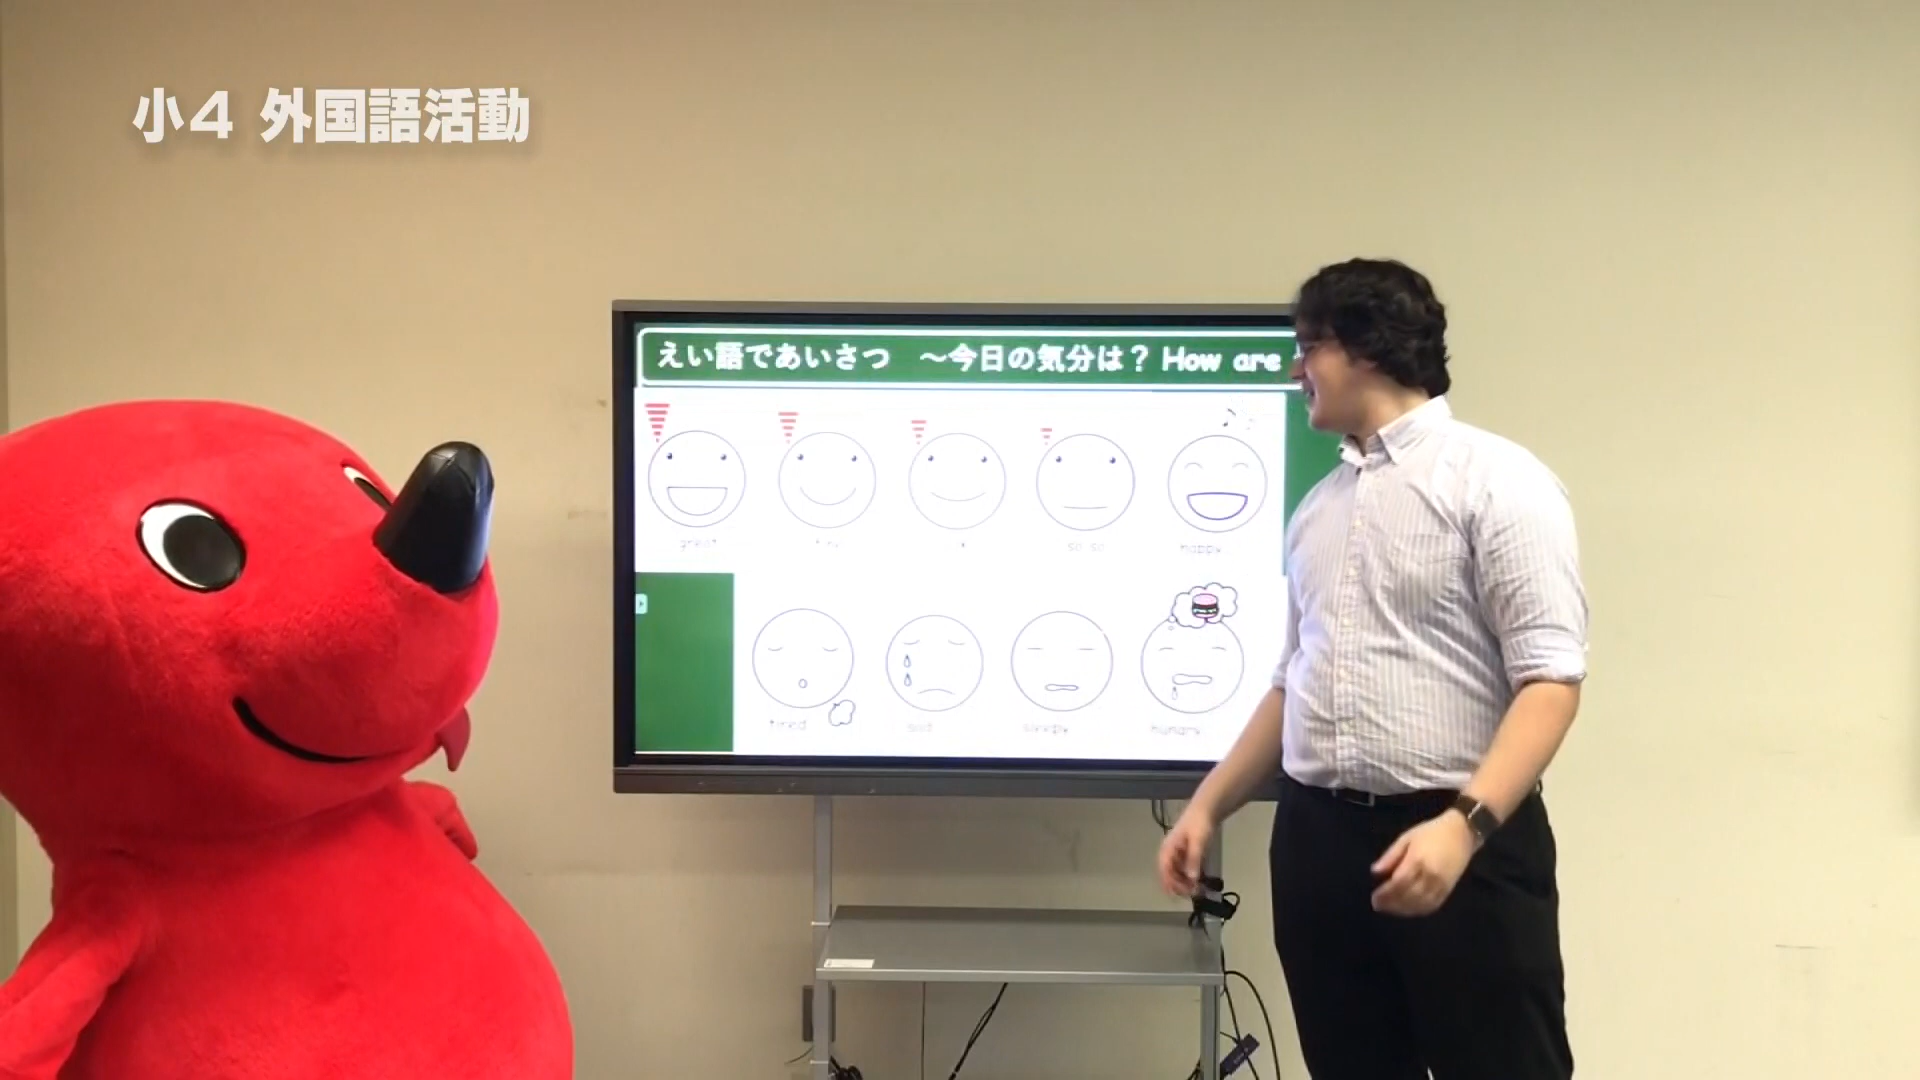 小4 外国語活動
えい語であいさつ ～今日の気分は？ How are
great
so so
happy
tired
sad
sleepy
hungry